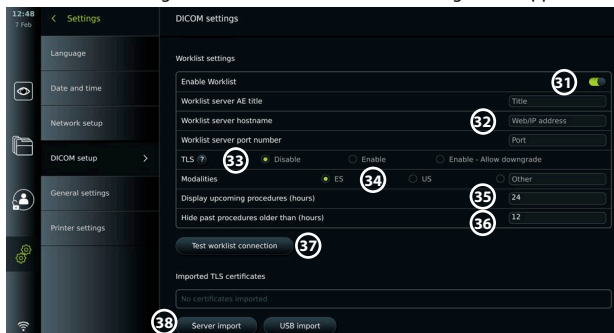 12:48
7 Feb
Settings
DICOM settings
Language
Date and time
Network setup
DICOM setup
General settings
Printer settings
Worklist settings
Enable Worklist 31
Worklist server AE title Title
Worklist server hostname 32 Web/IP address
Worklist server port number Port
TLS ? 33 Disable Enable Enable - Allow downgrade
Modalities ES 34 US Other
Display upcoming procedures (hours) 35 24
Hide past procedures older than (hours) 36 12
Test worklist connection 37
Imported TLS certificates
No certificates imported
38 Server import USB import